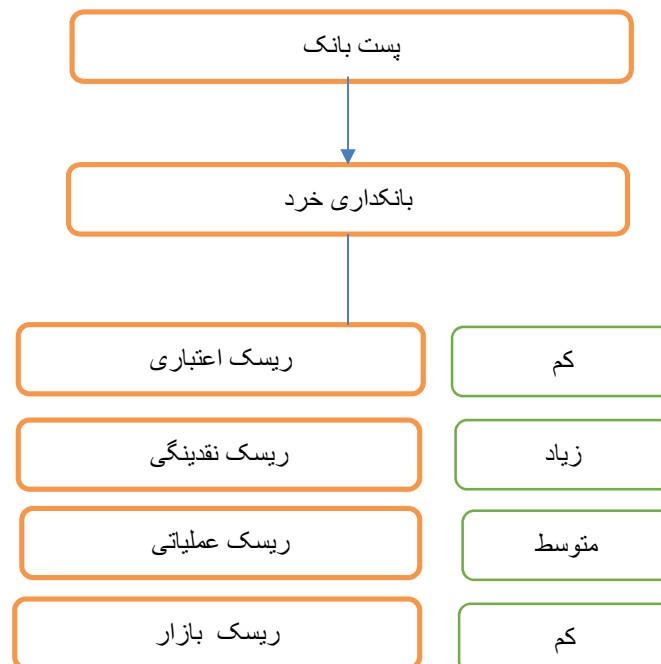 پست بانک
بانکداری خرد
ریسک اعتباری
کم
ریسک نقدینگی
زیاد
ریسک عملیاتی
متوسط
ریسک بازار
کم